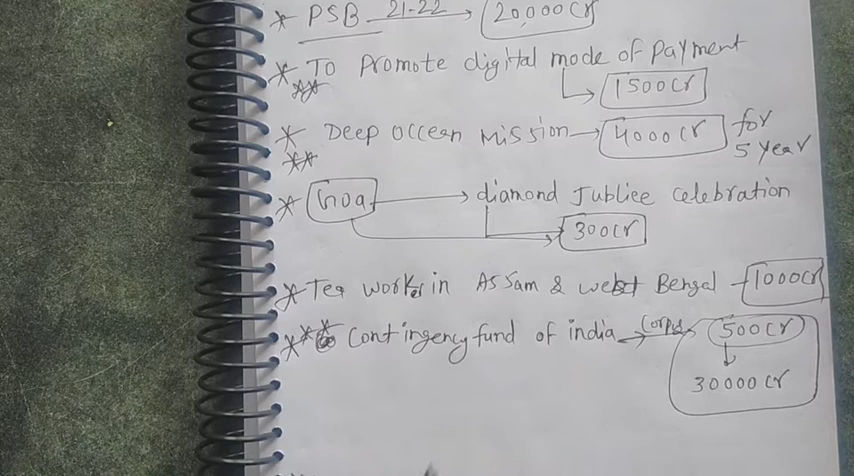 * PSB 21-22 → 20,000 Cr
* To Promote digital mode of Payment
** → 1500 Cr
* Deep Occean Mission → 4000 Cr for
** 5 year
* Goa → diamond Jubliee Celebration
300 Cr
* Tea worker in Assam & West Bengal - 1000 Cr
*** Contingency fund of india → Corpus 500 Cr
↓
30000 Cr